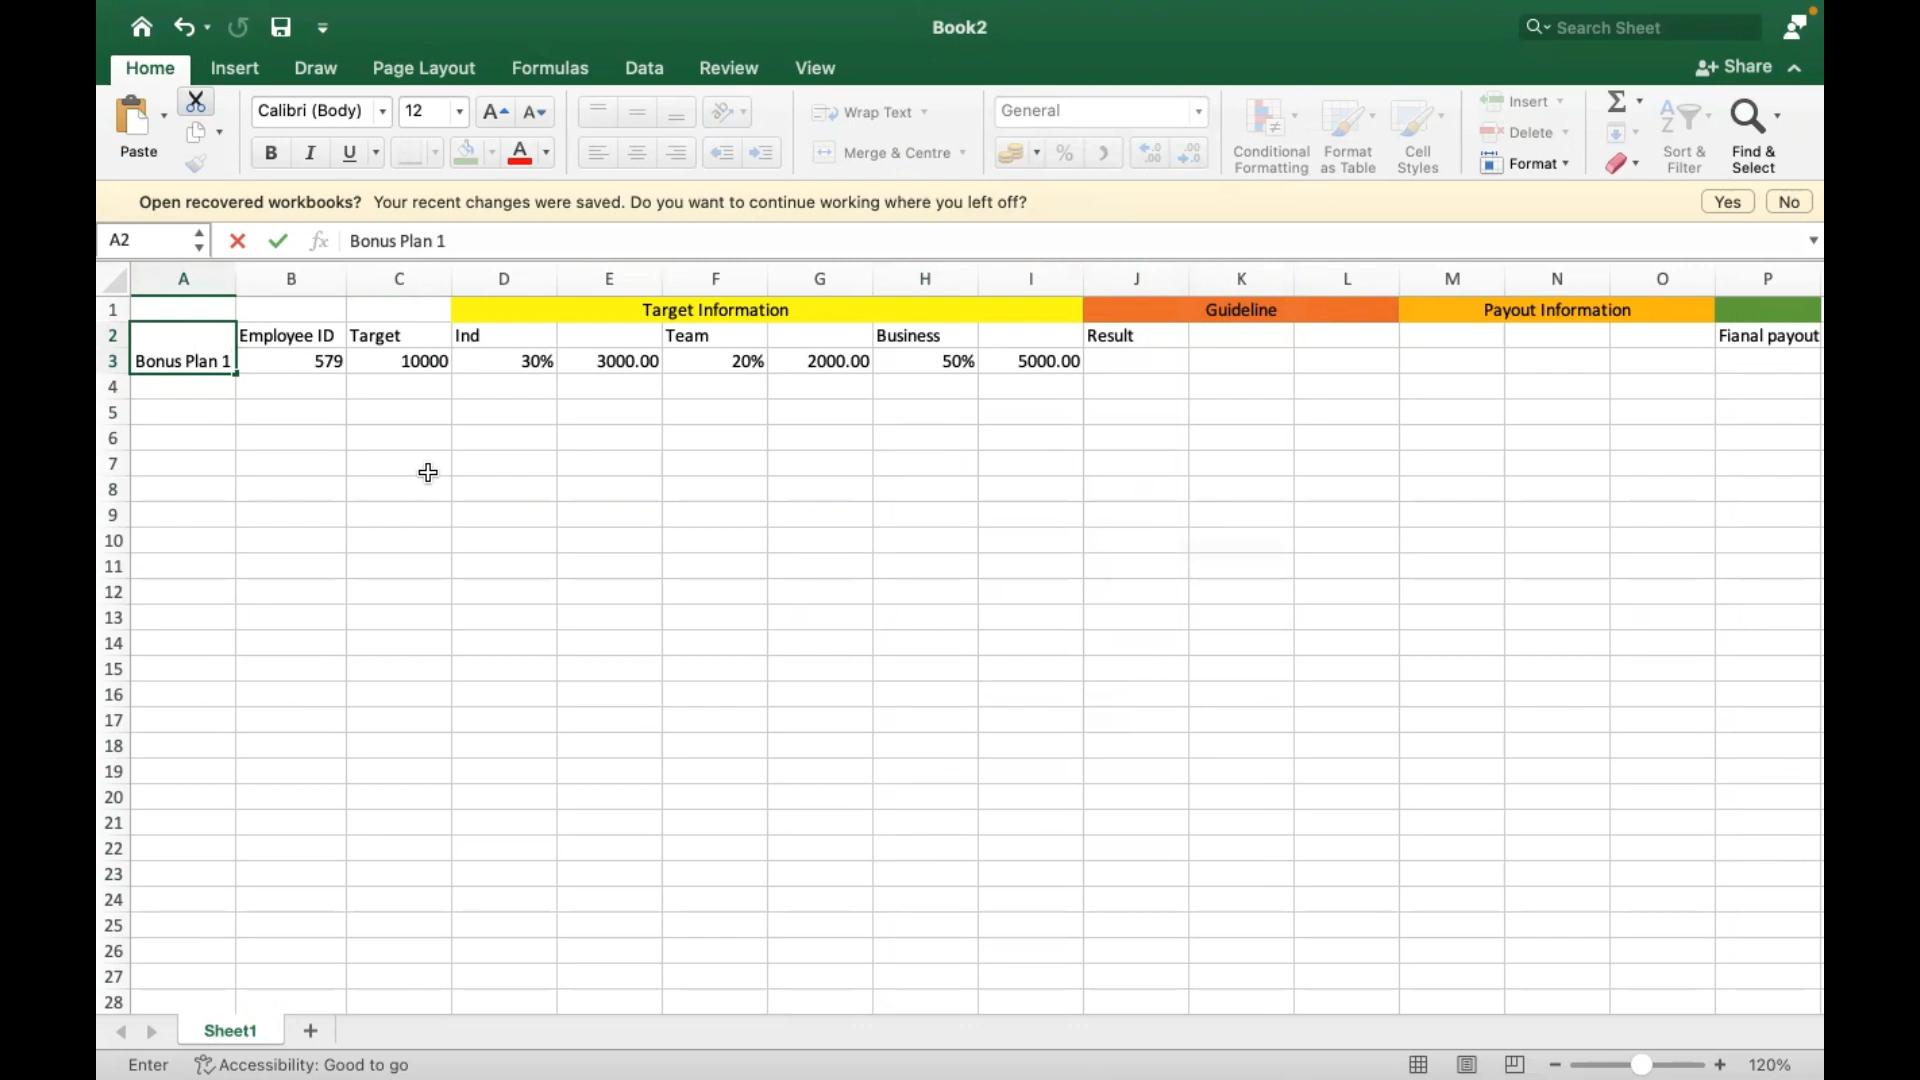 Book2
Search Sheet
Home Insert Draw Page Layout Formulas Data Review View Share
Paste
Calibri (Body) 12 A A
B I U A
Wrap Text
Merge & Centre
General
% .00 .0 .00
Conditional Formatting
Format as Table
Cell Styles
Insert
Delete
Format
Sort & Filter
Find & Select
Open recovered workbooks? Your recent changes were saved. Do you want to continue working where you left off? Yes No
A2 fx Bonus Plan 1
A B C D E F G H I J K L M N O P
1 Target Information Guideline Payout Information
2 Employee ID Target Ind Team Business Result Fianal payout
3 Bonus Plan 1 579 10000 30% 3000.00 20% 2000.00 50% 5000.00
4
5
6
7
8
9
10
11
12
13
14
15
16
17
18
19
20
21
22
23
24
25
26
27
28
Sheet1
Enter Accessibility: Good to go 120%